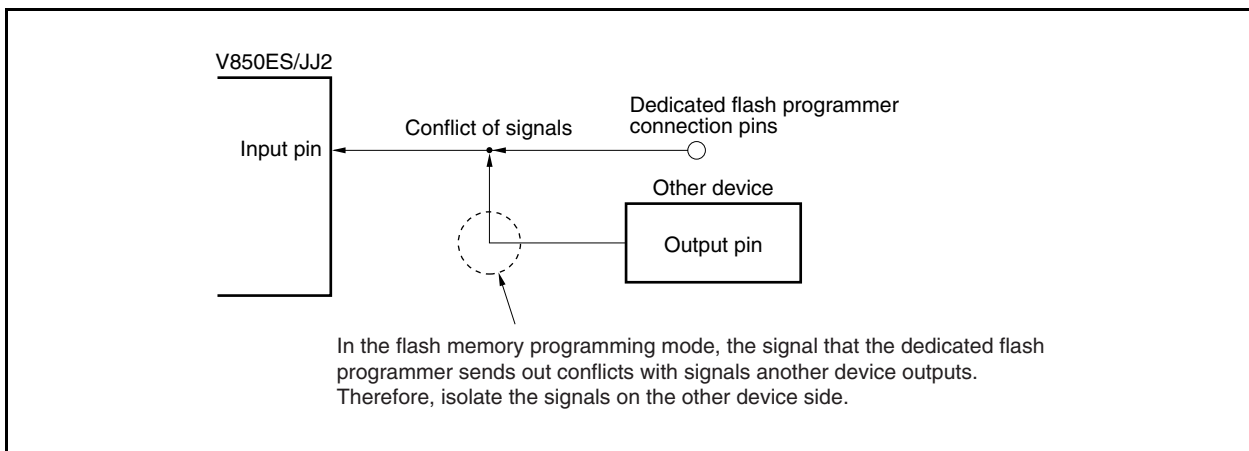 V850ES/JJ2
Dedicated flash programmer
connection pins
Conflict of signals
Input pin
Other device
Output pin
In the flash memory programming mode, the signal that the dedicated flash
programmer sends out conflicts with signals another device outputs.
Therefore, isolate the signals on the other device side.